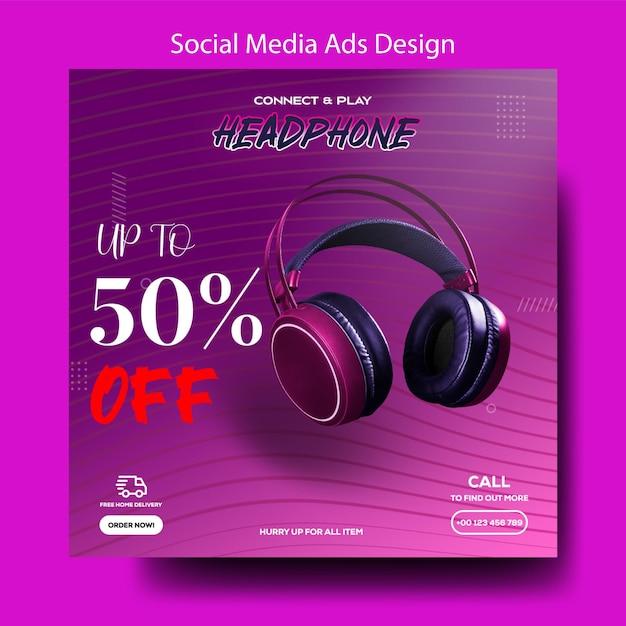 Social Media Ads Design
CONNECT & PLAY
HEADPHONE
UP TO
50%
OFF
FREE HOME DELIVERY
ORDER NOW!
HURRY UP FOR ALL ITEM
CALL
TO FIND OUT MORE
+00 123 456 789